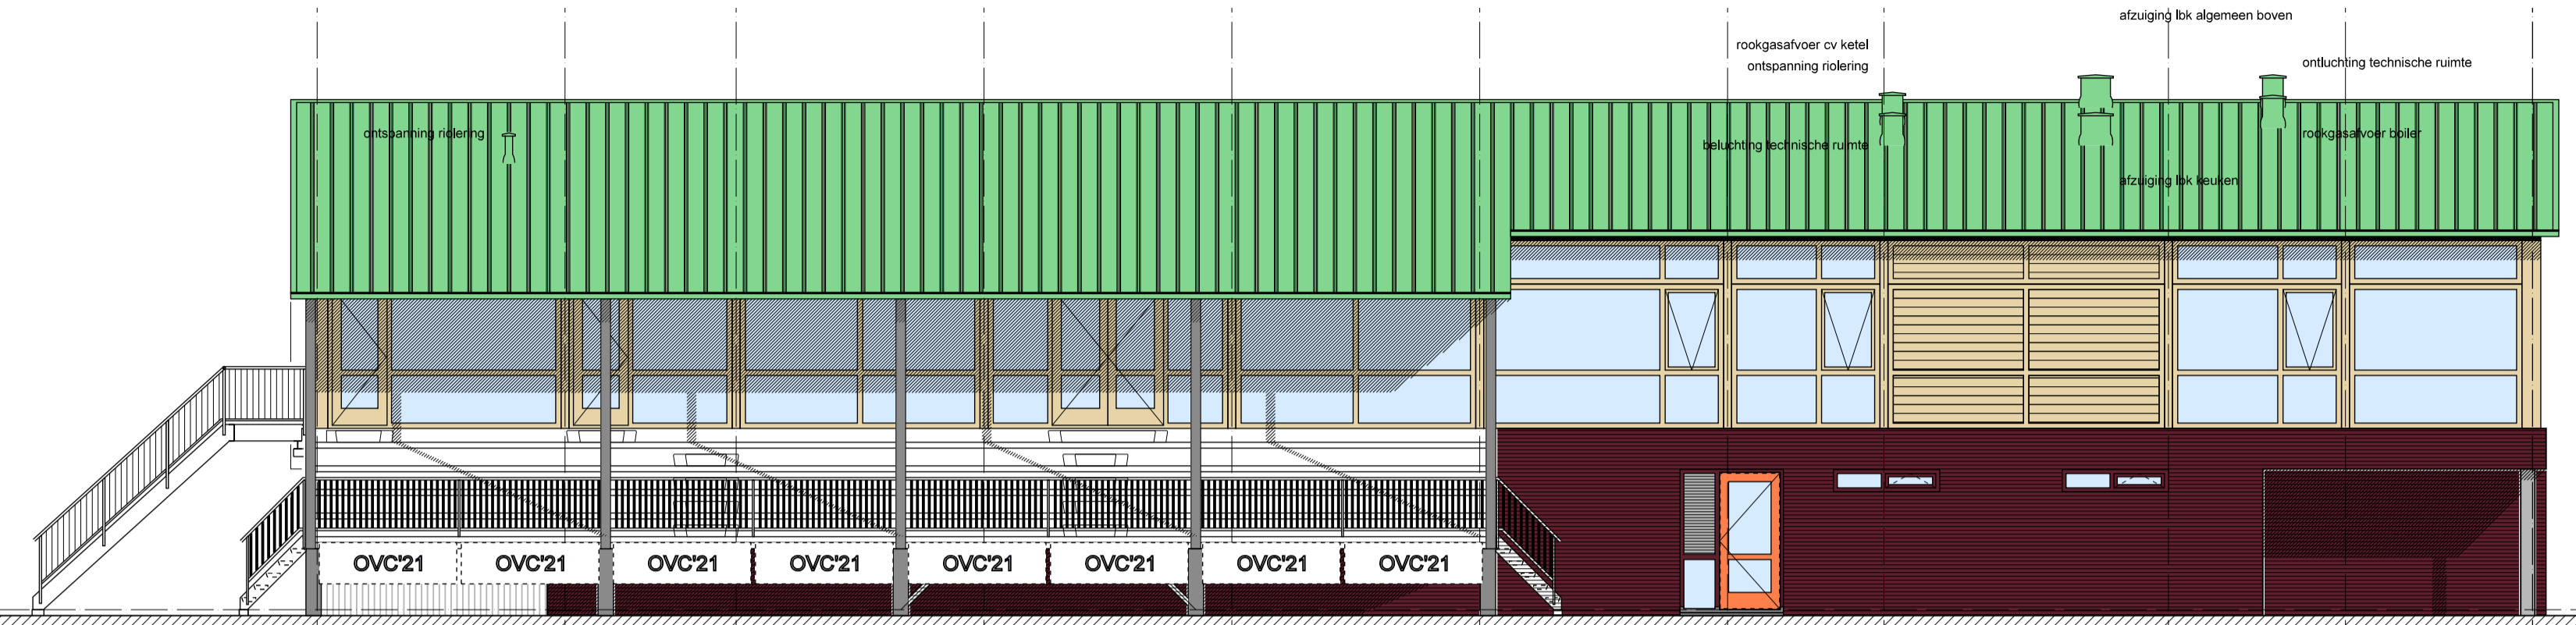 afzuiging lbk algemeen boven
rookgasafvoer cv ketel
ontspanning riolering
ontluchting technische ruimte
ontspanning riolering
rookgasafvoer boiler
beluchting technische ruimte
afzuiging lbk keuken
OVC'21 OVC'21 OVC'21 OVC'21 OVC'21 OVC'21 OVC'21 OVC'21